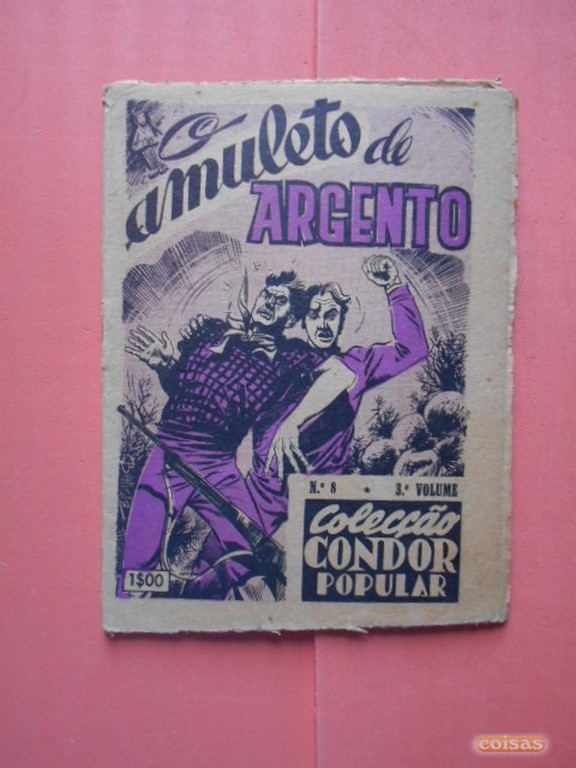 O
amuleto de
ARGENTO
N.º 8 ★ 3.º VOLUME
Colecção
CONDOR
POPULAR
1$00
coisas